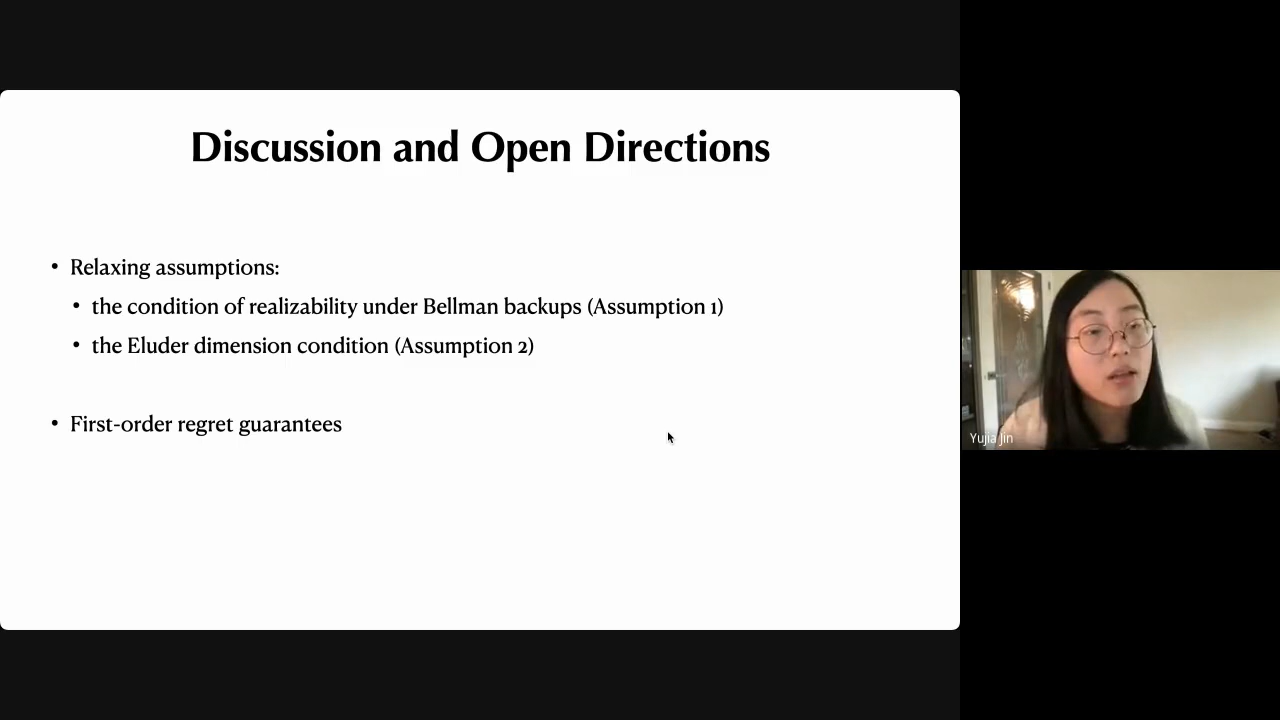 Discussion and Open Directions
• Relaxing assumptions:
• the condition of realizability under Bellman backups (Assumption 1)
• the Eluder dimension condition (Assumption 2)
• First-order regret guarantees
Yujia Jin